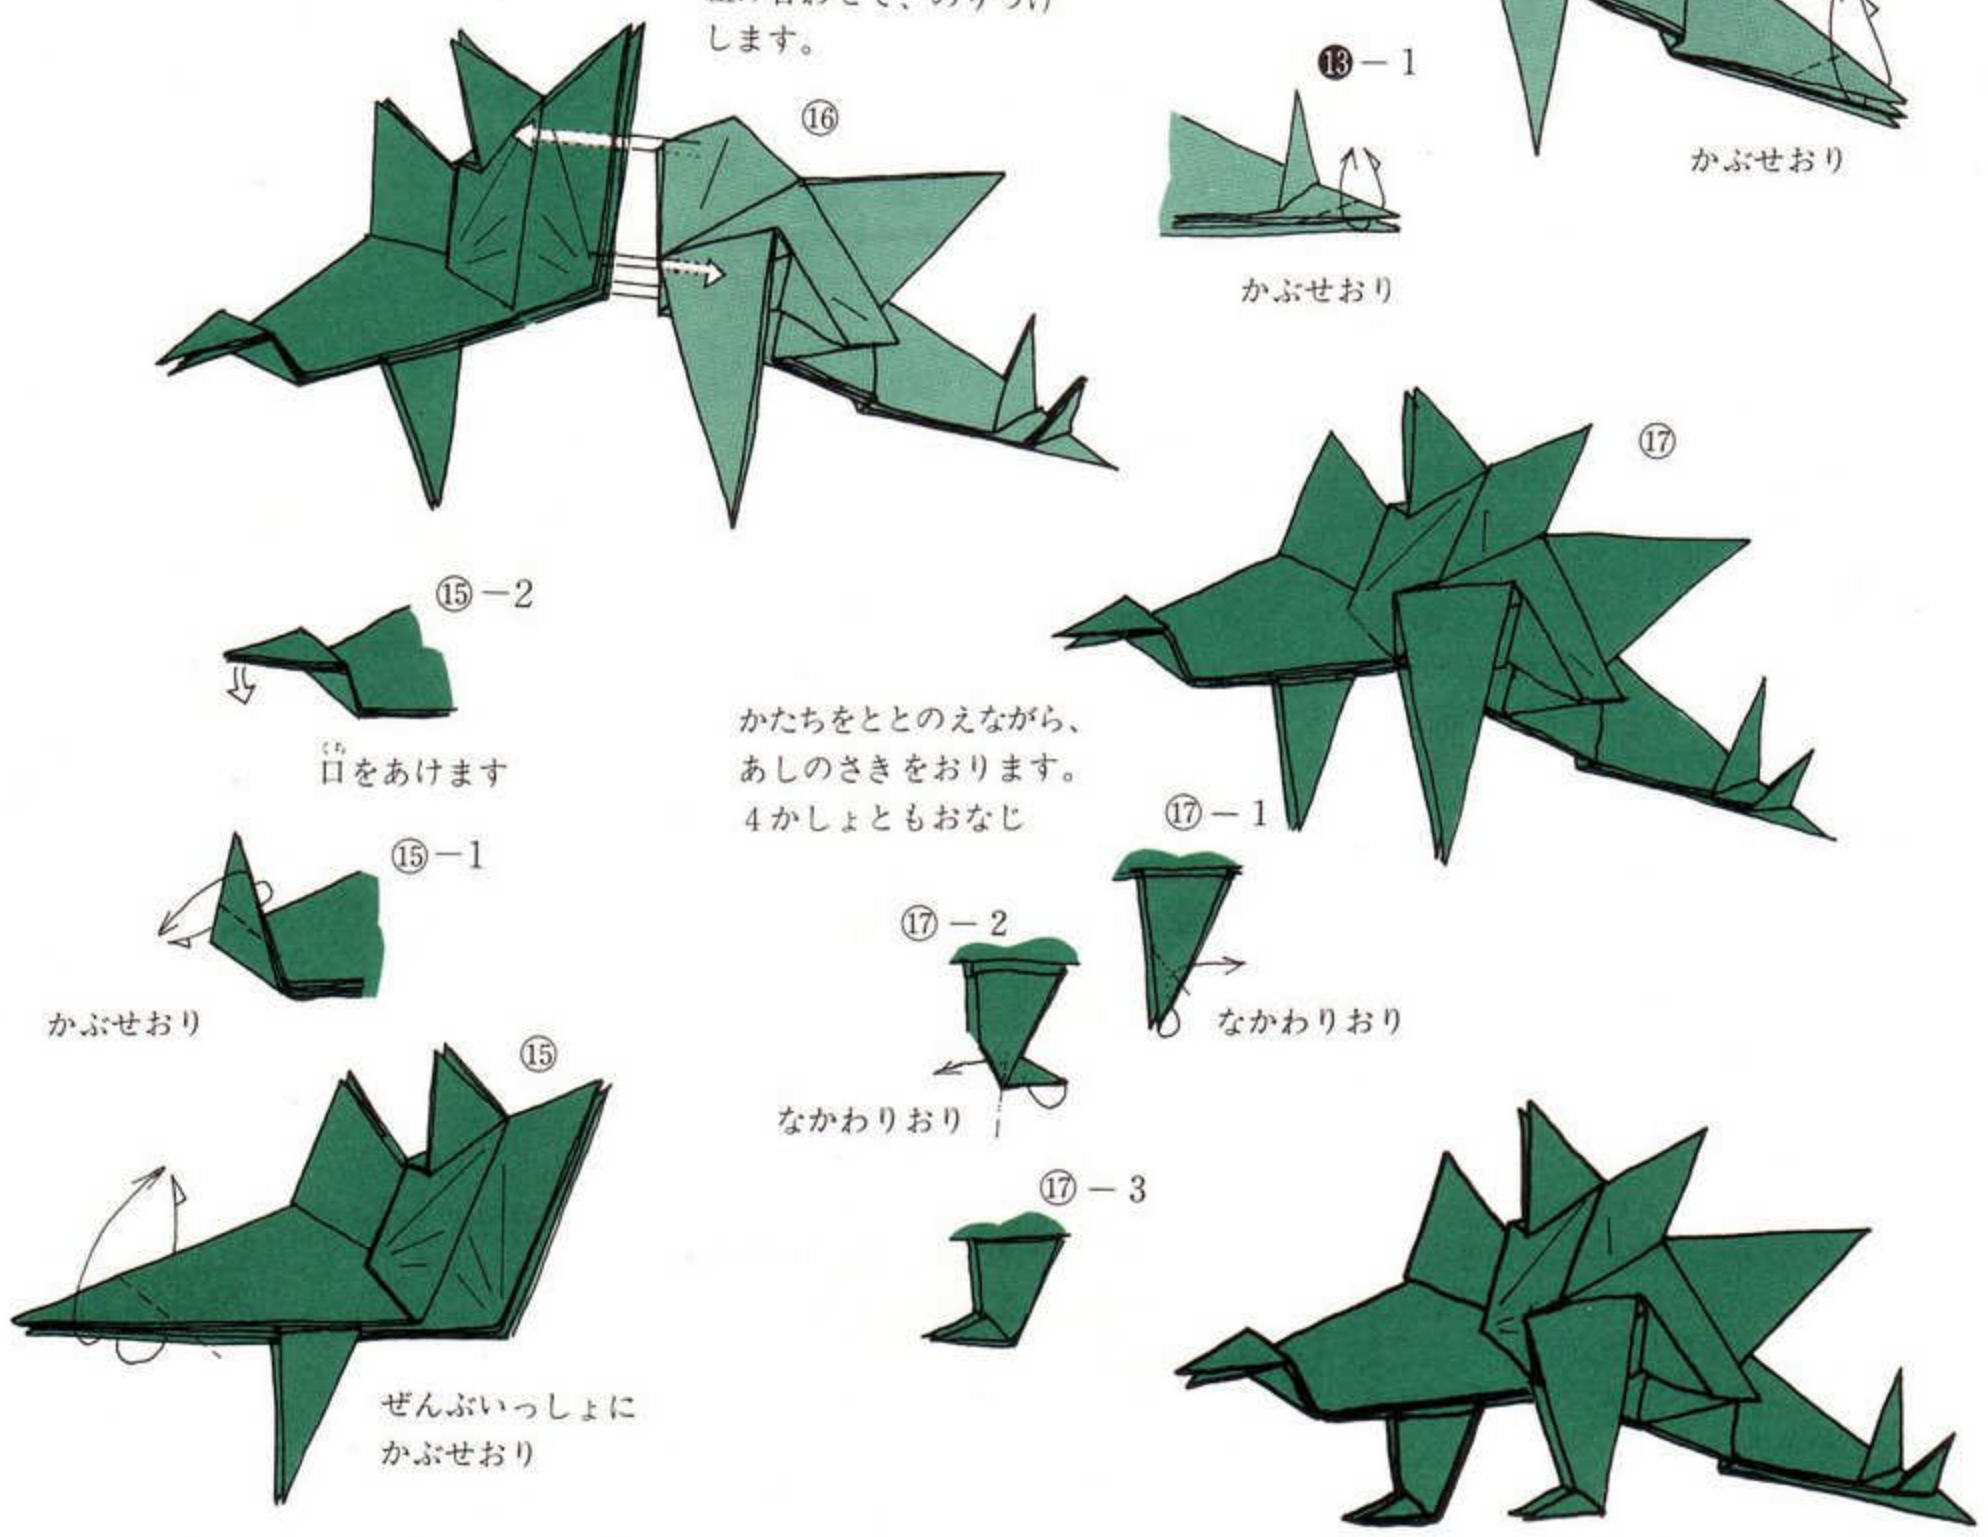 します。
⓭－1
かぶせおり
かぶせおり
⑯
⑰
⑮－2
くち
口をあけます
かたちをととのえながら、
あしのさきをおります。
4かしょともおなじ
⑰－1
なかわりおり
⑮－1
かぶせおり
⑰－2
なかわりおり
⑮
ぜんぶいっしょに
かぶせおり
⑰－3